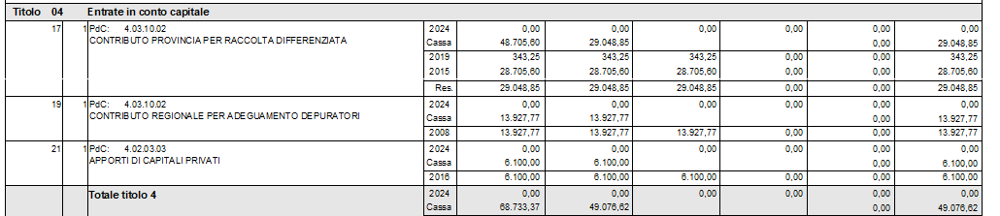 Titolo 04 Entrate in conto capitale
17 1 PdC: 4.03.10.02 2024 0,00 0,00 0,00 0,00 0,00 0,00
CONTRIBUTO PROVINCIA PER RACCOLTA DIFFERENZIATA Cassa 48.705,60 29.048,85 0,00 29.048,85
2019 343,25 343,25 343,25 0,00 0,00 343,25
2015 28.705,60 28.705,60 28.705,60 0,00 0,00 28.705,60
Res. 29.048,85 29.048,85 29.048,85 0,00 0,00 29.048,85
19 1 PdC: 4.03.10.02 2024 0,00 0,00 0,00 0,00 0,00 0,00
CONTRIBUTO REGIONALE PER ADEGUAMENTO DEPURATORI Cassa 13.927,77 13.927,77 0,00 13.927,77
2008 13.927,77 13.927,77 13.927,77 0,00 0,00 13.927,77
21 1 PdC: 4.02.03.03 2024 0,00 0,00 0,00 0,00 0,00 0,00
APPORTI DI CAPITALI PRIVATI Cassa 6.100,00 6.100,00 0,00 6.100,00
2016 6.100,00 6.100,00 6.100,00 0,00 0,00 6.100,00
Totale titolo 4 2024 0,00 0,00 0,00 0,00 0,00 0,00
Cassa 68.733,37 49.076,62 0,00 49.076,62